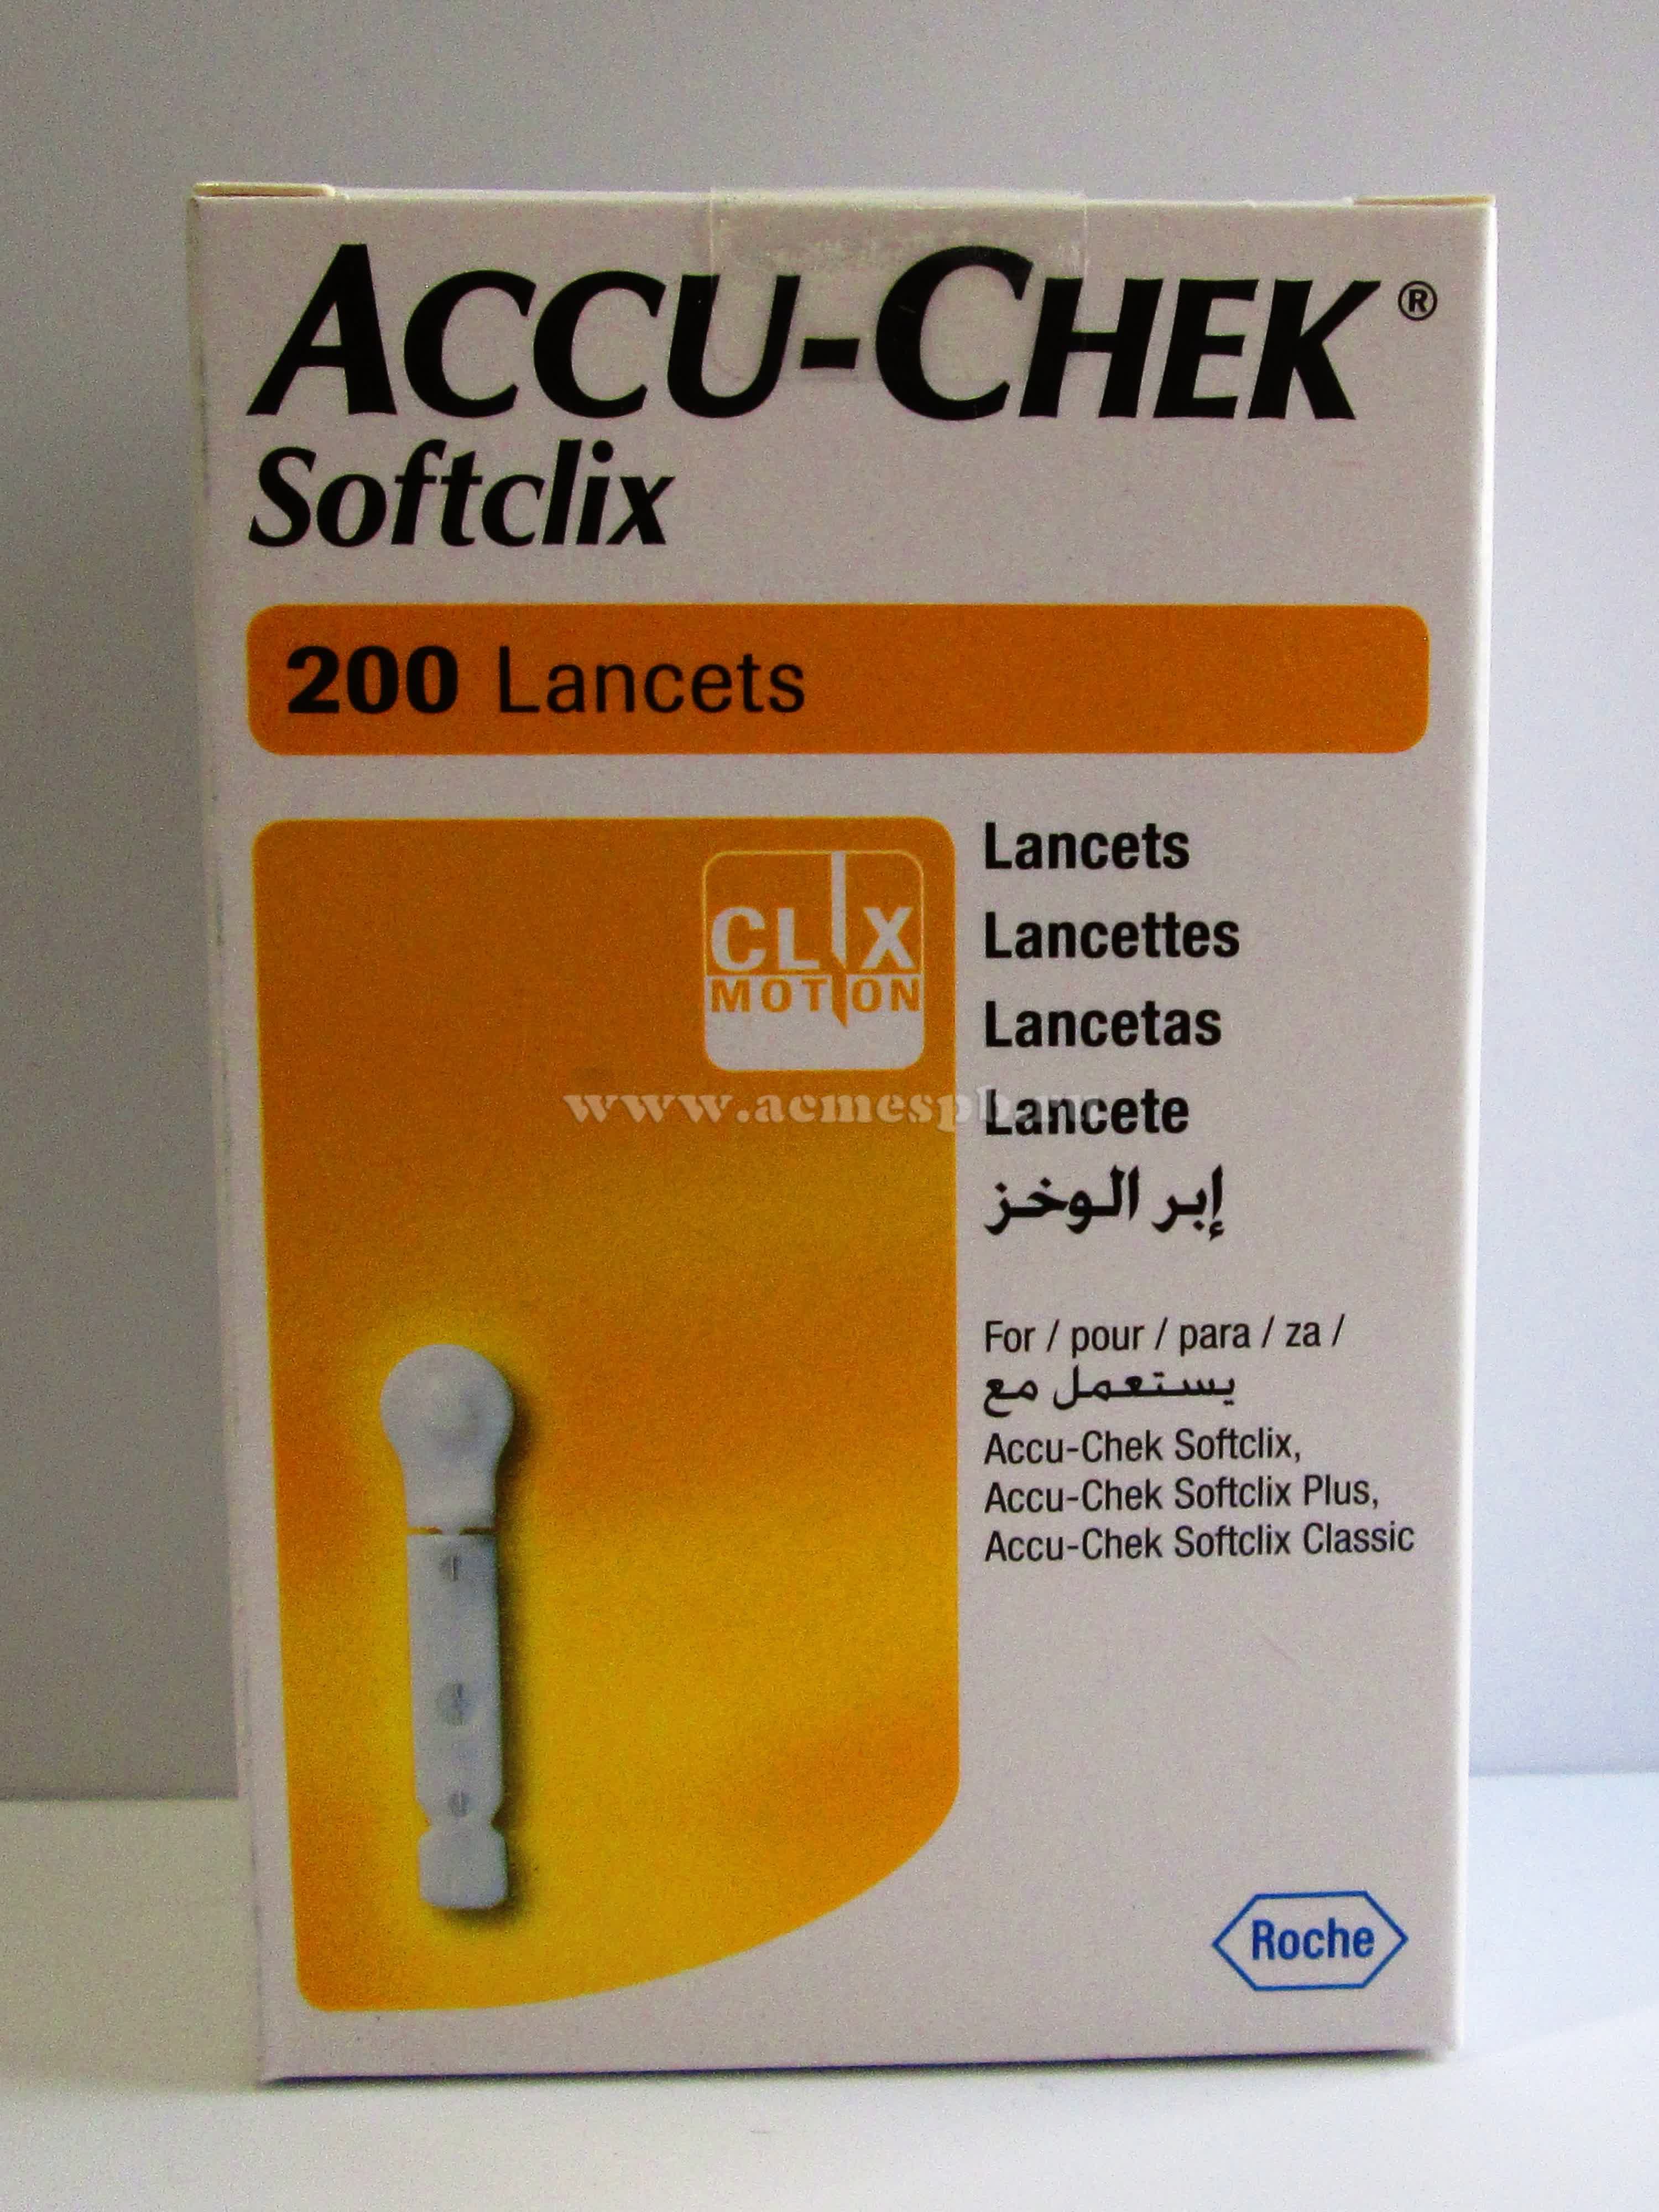 ACCU-CHEK®
Softclix
200 Lancets
CLIX
MOTION
Lancets
Lancettes
Lancetas
Lancete
إبر الوخز
For / pour / para / za /
يستعمل مع
Accu-Chek Softclix,
Accu-Chek Softclix Plus,
Accu-Chek Softclix Classic
Roche